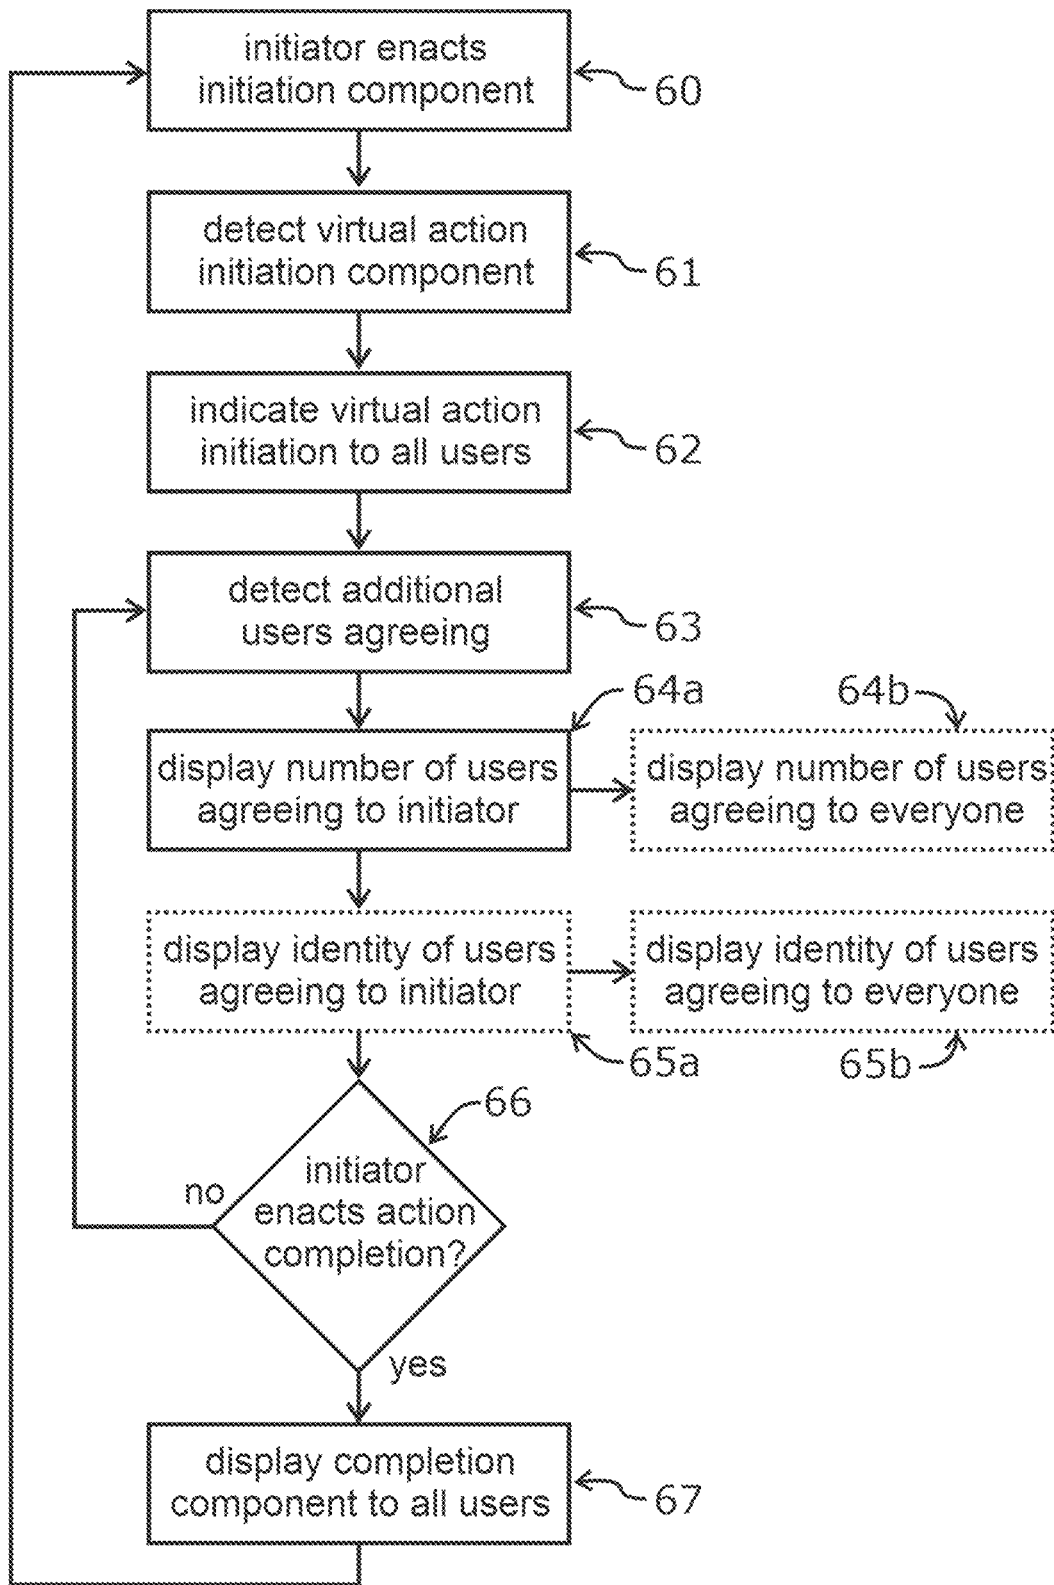 initiator enacts
initiation component
60
detect virtual action
initiation component
61
indicate virtual action
initiation to all users
62
detect additional
users agreeing
63
64a
64b
display number of users
agreeing to initiator
display number of users
agreeing to everyone
display identity of users
agreeing to initiator
display identity of users
agreeing to everyone
65a
65b
66
initiator
enacts action
completion?
no
yes
display completion
component to all users
67